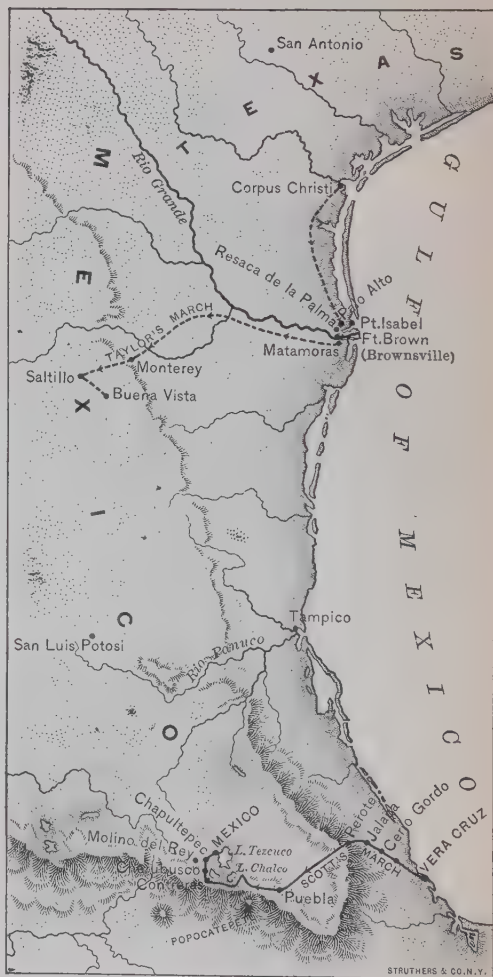 San Antonio
TEXAS
Corpus Christi
Rio Grande
Resaca de la Palma
Palo Alto
Pt. Isabel
Ft. Brown
(Brownsville)
Matamoras
TAYLOR'S MARCH
Monterey
Saltillo
Buena Vista
MEXICO
GULF OF MEXICO
Tampico
San Luis Potosi
Rio Panuco
Chapultepec
MEXICO
Molino del Rey
Churubusco
Contreras
L. Tezcuco
L. Chalco
Perote
Jalapa
Cerro Gordo
VERA CRUZ
SCOTT'S MARCH
Puebla
POPOCATEPETL
STRUTHERS & CO. N.Y.